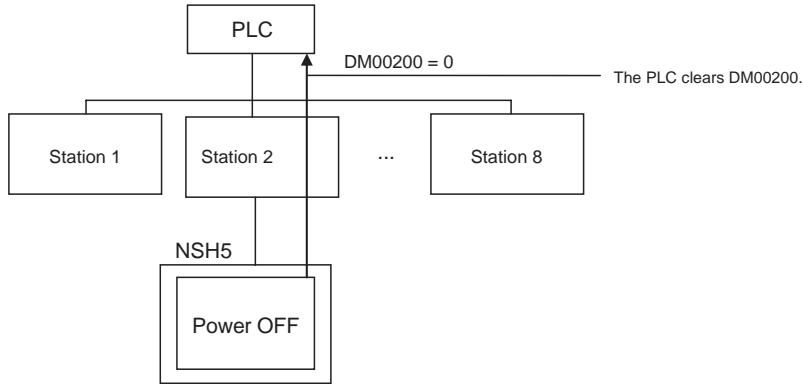 PLC
DM00200 = 0
The PLC clears DM00200.
Station 1
Station 2
...
Station 8
NSH5
Power OFF